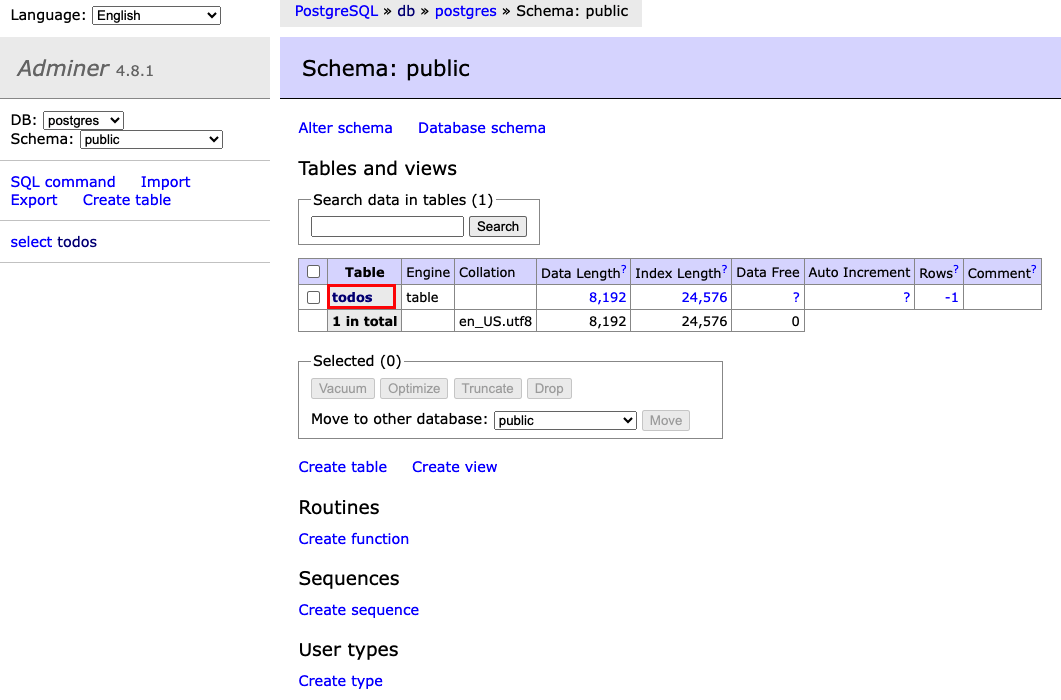 Language: English
Adminer 4.8.1
DB: postgres
Schema: public
SQL command Import
Export Create table
select todos
PostgreSQL » db » postgres » Schema: public
Schema: public
Alter schema Database schema
Tables and views
Search data in tables (1)
Search
Table Engine Collation Data Length? Index Length? Data Free Auto Increment Rows? Comment?
todos table 8,192 24,576 ? ? -1
1 in total en_US.utf8 8,192 24,576 0
Selected (0)
Vacuum Optimize Truncate Drop
Move to other database: public Move
Create table Create view
Routines
Create function
Sequences
Create sequence
User types
Create type